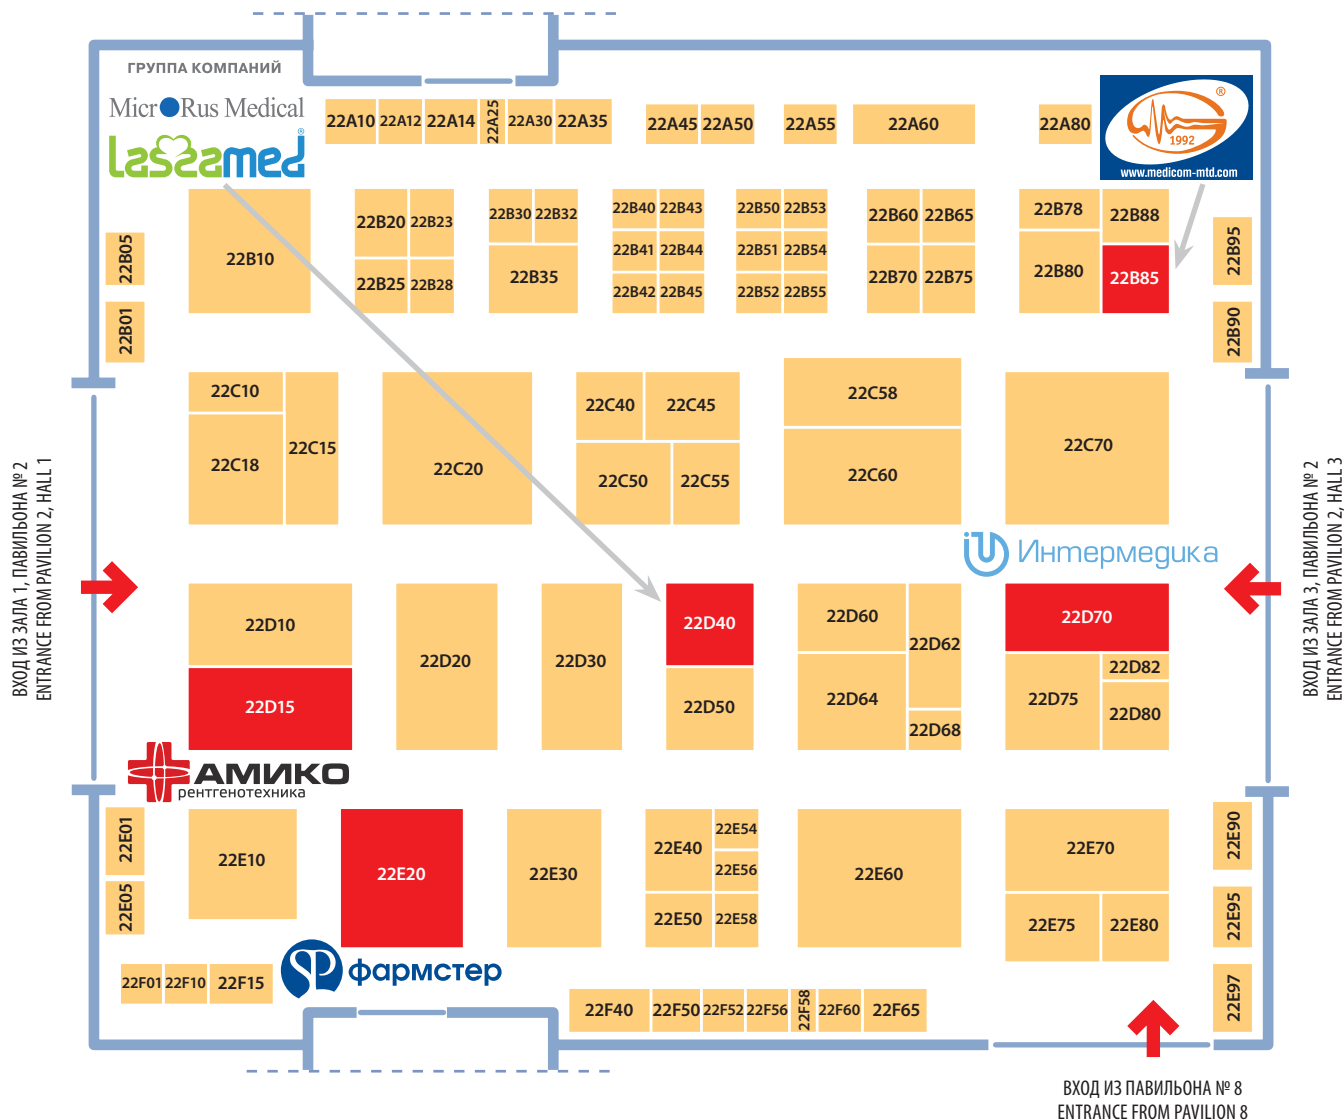 ГРУППА КОМПАНИЙ
MicroRus Medical
Lassamed®
22A10 22A12 22A14 22A25 22A30 22A35 22A45 22A50 22A55 22A60 22A80
®
1992
www.medicom-mtd.com
22B05
22B01
22B10
22B20 22B23
22B25 22B28
22B30 22B32
22B35
22B40 22B43
22B41 22B44
22B42 22B45
22B50 22B53
22B51 22B54
22B52 22B55
22B60 22B65
22B70 22B75
22B78 22B88
22B80 22B85
22B95
22B90
22C10
22C18 22C15
22C20
22C40 22C45
22C50 22C55
22C58
22C60
22C70
ВХОД ИЗ ЗАЛА 1, ПАВИЛЬОНА № 2
ENTRANCE FROM PAVILION 2, HALL 1
ВХОД ИЗ ЗАЛА 3, ПАВИЛЬОНА № 2
ENTRANCE FROM PAVILION 2, HALL 3
Интермедика
22D10
22D15
22D20
22D30
22D40
22D50
22D60 22D62
22D64 22D68
22D70
22D75 22D82
22D80
АМИКО
рентгенотехника
22E01
22E05
22E10
22E20
22E30
22E40 22E54
22E56
22E50 22E58
22E60
22E70
22E75 22E80
22E90
22E95
22E97
22F01 22F10 22F15
фармстер
22F40 22F50 22F52 22F56 22F58 22F60 22F65
ВХОД ИЗ ПАВИЛЬОНА № 8
ENTRANCE FROM PAVILION 8